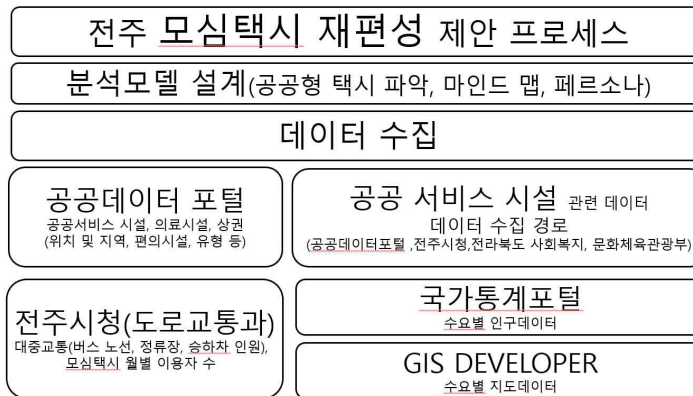 전주 모심택시 재편성 제안 프로세스
분석모델 설계(공공형 택시 파악, 마인드 맵, 페르소나)
데이터 수집
공공데이터 포털
공공서비스 시설, 의료시설, 상권
(위치 및 지역, 편의시설, 유형 등)
공공 서비스 시설 관련 데이터
데이터 수집 경로
(공공데이터포털 ,전주시청,전라북도 사회복지, 문화체육관광부)
전주시청(도로교통과)
대중교통(버스 노선, 정류장, 승하차 인원),
모심택시 월별 이용자 수
국가통계포털
수요별 인구데이터
GIS DEVELOPER
수요별 지도데이터